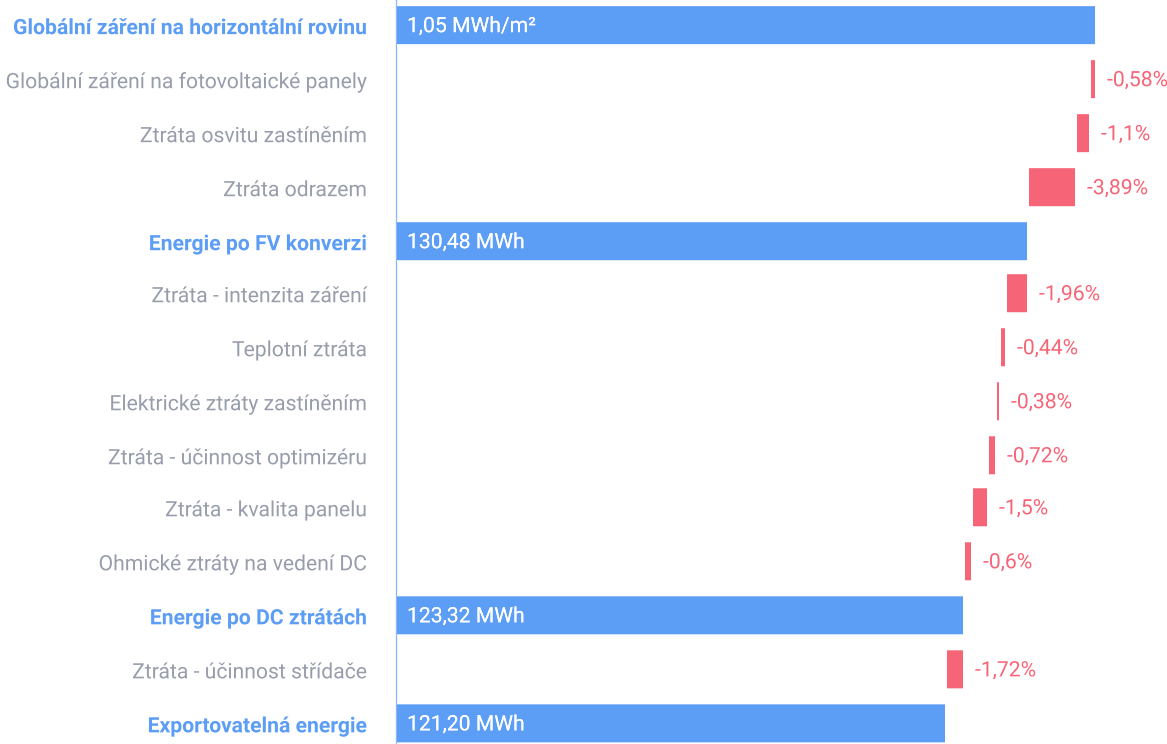 Globální záření na horizontální rovinu 1,05 MWh/m²
Globální záření na fotovoltaické panely -0,58%
Ztráta osvitu zastíněním -1,1%
Ztráta odrazem -3,89%
Energie po FV konverzi 130,48 MWh
Ztráta - intenzita záření -1,96%
Teplotní ztráta -0,44%
Elektrické ztráty zastíněním -0,38%
Ztráta - účinnost optimizéru -0,72%
Ztráta - kvalita panelu -1,5%
Ohmické ztráty na vedení DC -0,6%
Energie po DC ztrátách 123,32 MWh
Ztráta - účinnost střídače -1,72%
Exportovatelná energie 121,20 MWh